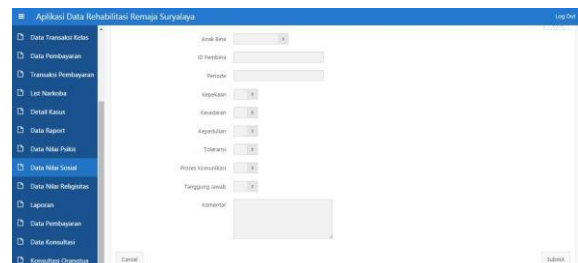 Aplikasi Data Rehabilitasi Remaja Suryalaya
Log Out
Data Transaksi Kelas
Data Pembayaran
Transaksi Pembayaran
List Narkoba
Detail Kasus
Data Raport
Data Nilai Psikis
Data Nilai Sosial
Data Nilai Religisitas
Laporan
Data Pembayaran
Data Konsultasi
Konsultasi Orangtua
Anak Bina
ID Pembina
Periode
Kepekaan
Kesadaran
Kepedulian
Toleransi
Proses Komunikasi
Tanggung Jawab
Komentar
Cancel
Submit